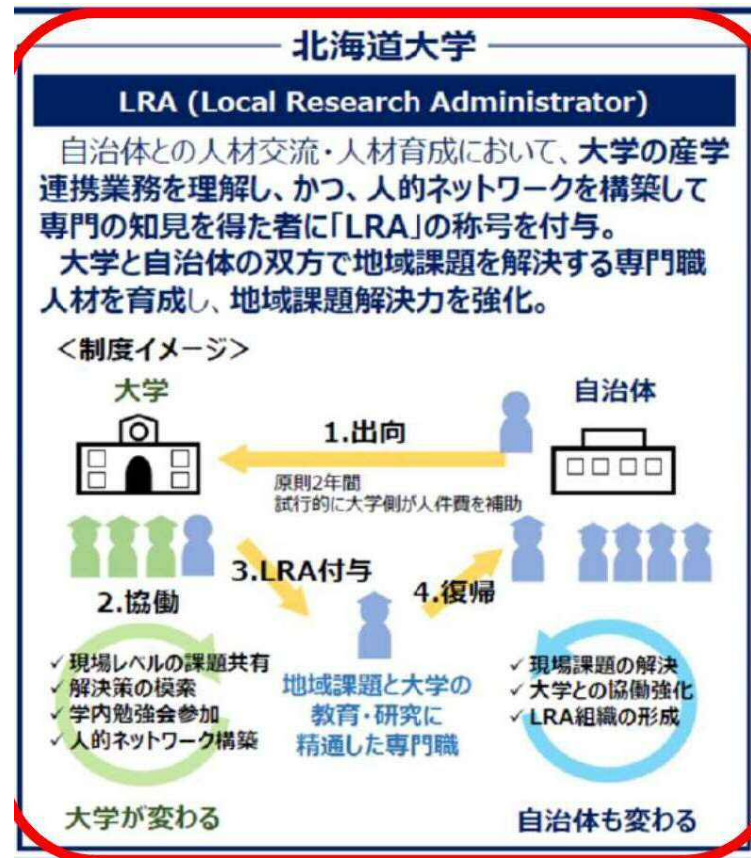 北海道大学
LRA (Local Research Administrator)
自治体との人材交流・人材育成において、大学の産学
連携業務を理解し、かつ、人的ネットワークを構築して
専門の知見を得た者に「LRA」の称号を付与。
大学と自治体の双方で地域課題を解決する専門職
人材を育成し、地域課題解決力を強化。
＜制度イメージ＞
大学
自治体
1.出向
原則2年間
試行的に大学側が人件費を補助
2.協働
3.LRA付与
4.復帰
✓ 現場レベルの課題共有
✓ 解決策の模索
✓ 学内勉強会参加
✓ 人的ネットワーク構築
地域課題と大学の
教育・研究に
精通した専門職
✓ 現場課題の解決
✓ 大学との協働強化
✓ LRA組織の形成
大学が変わる
自治体も変わる